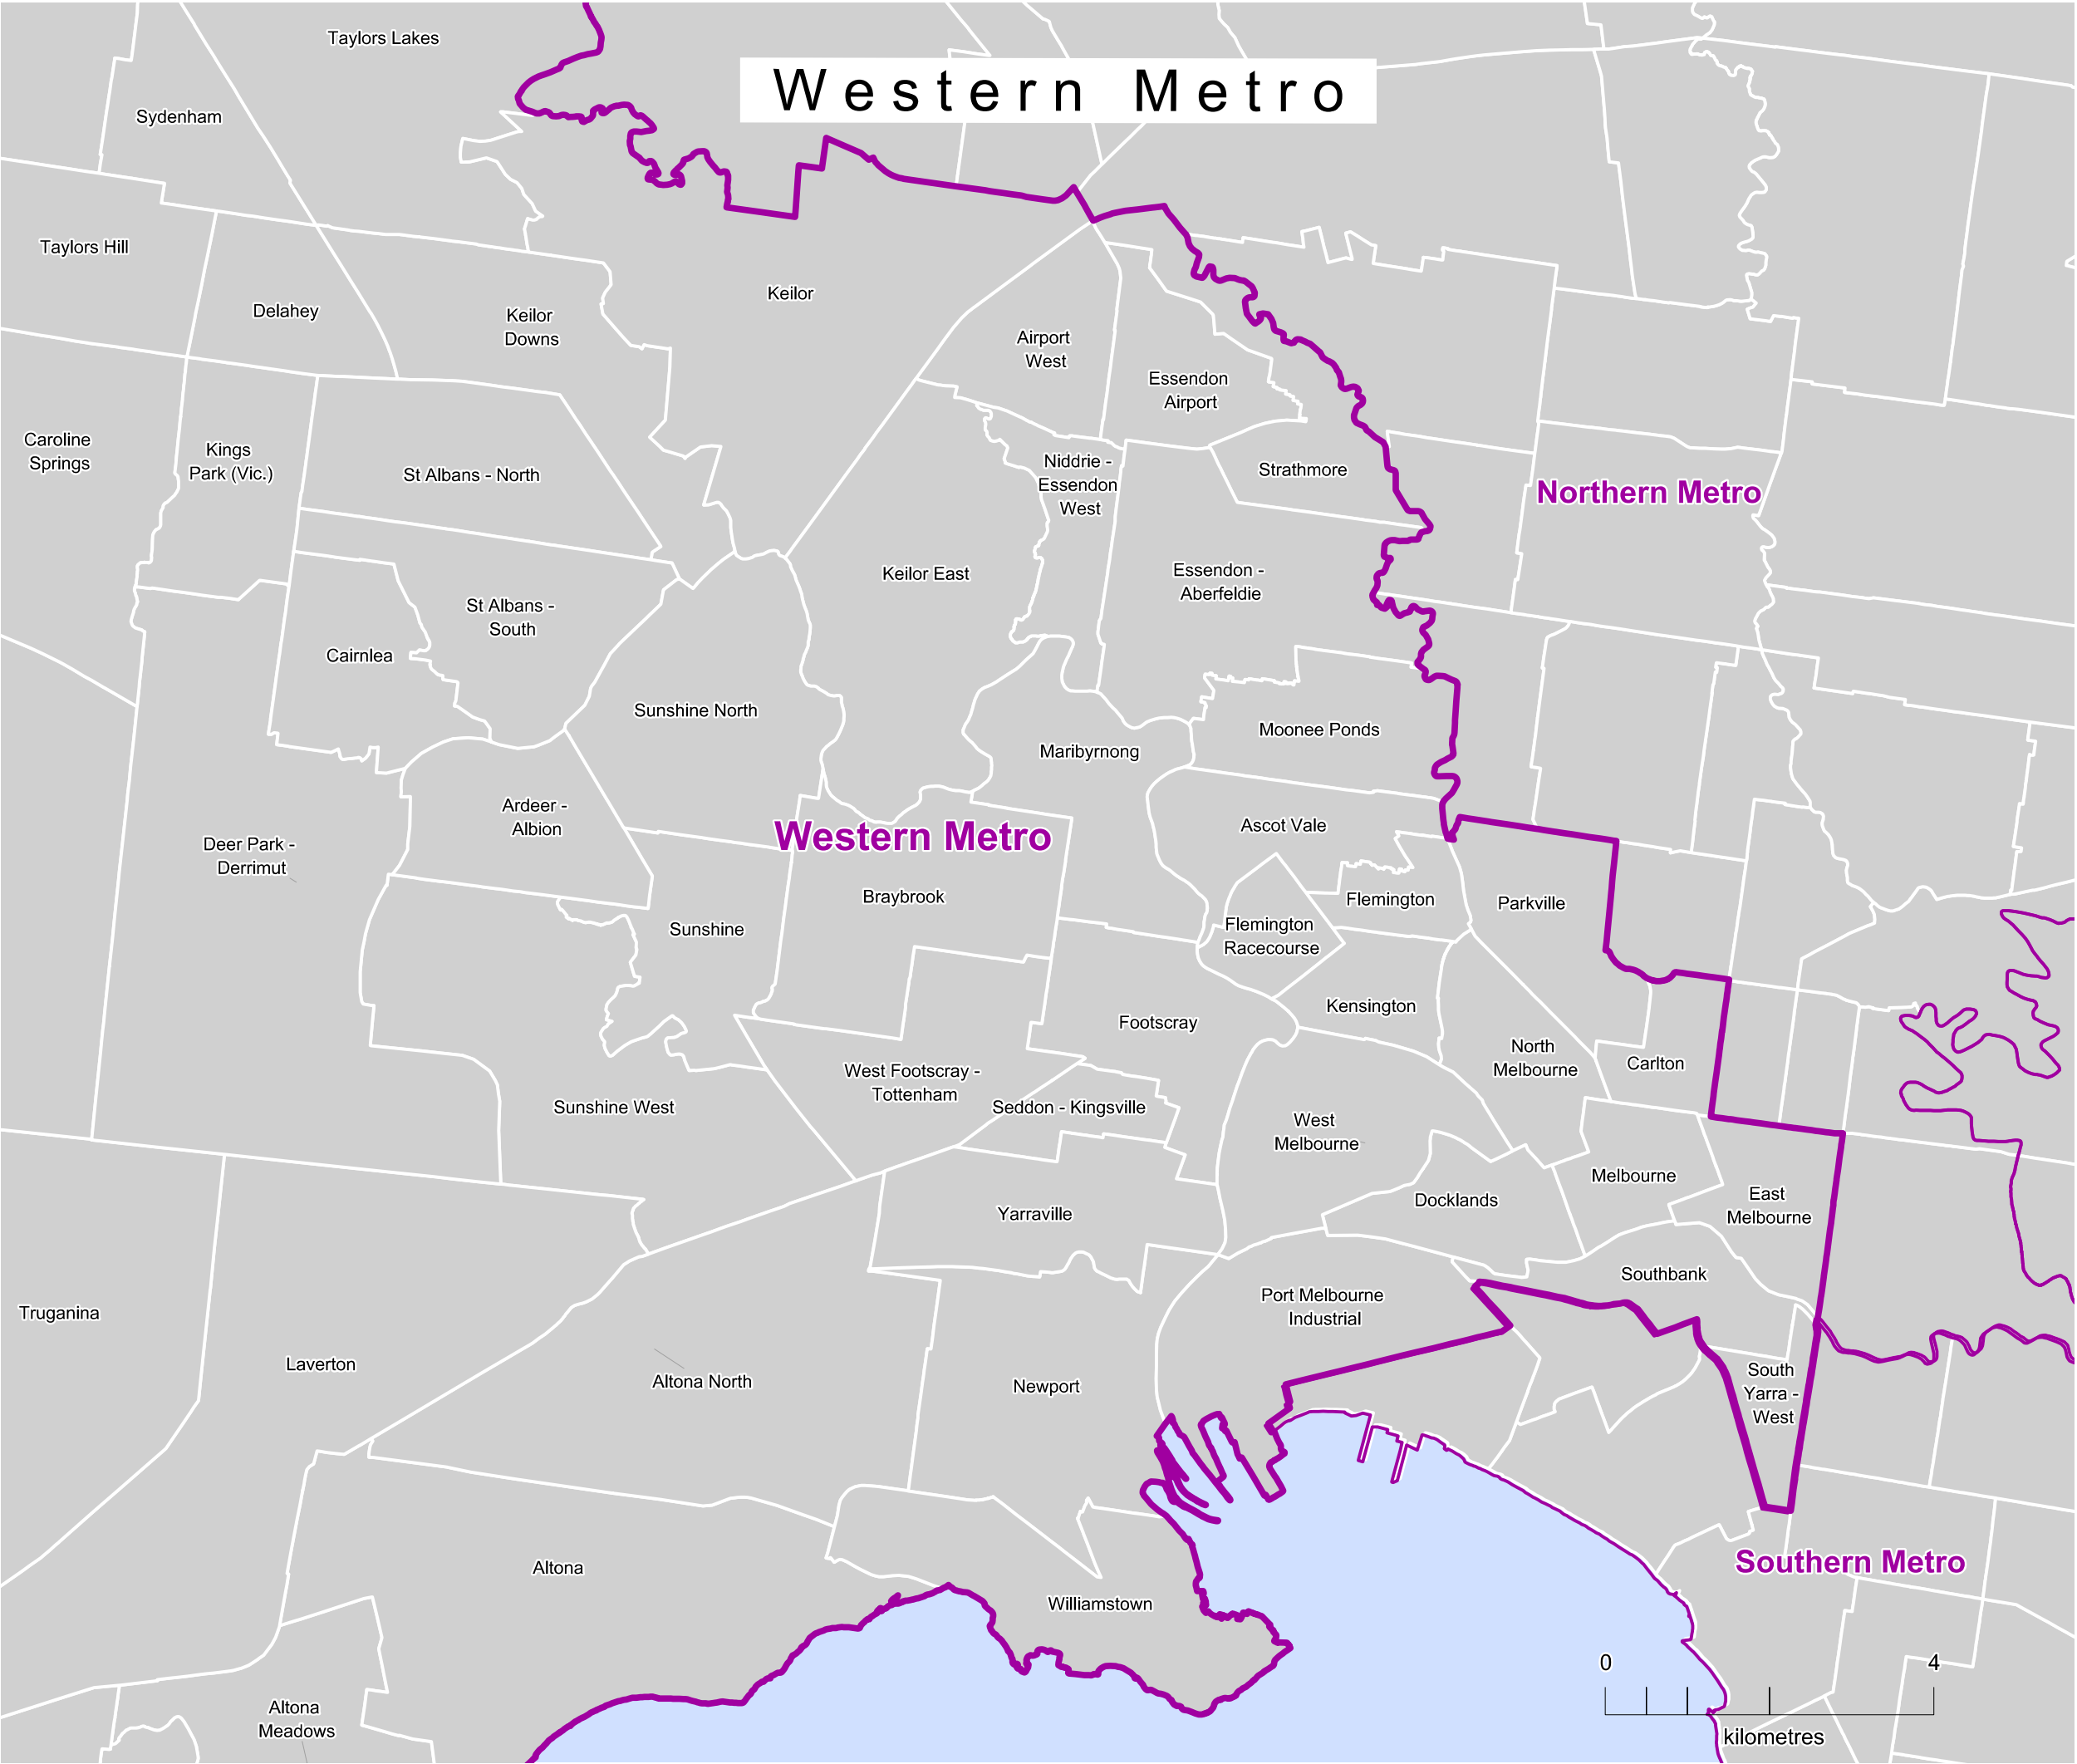 Taylors Lakes
Western Metro
Sydenham
Taylors Hill
Keilor
Delahey
Keilor
Downs
Airport
West
Essendon
Airport
Caroline
Springs
Kings
Park (Vic.)
St Albans - North
Niddrie -
Essendon
West
Strathmore
Northern Metro
Keilor East
Essendon -
Aberfeldie
St Albans -
South
Cairnlea
Sunshine North
Maribyrnong
Moonee Ponds
Ardeer -
Albion
Western Metro
Ascot Vale
Deer Park -
Derrimut
Braybrook
Flemington
Parkville
Sunshine
Flemington
Racecourse
Kensington
Footscray
North
Melbourne
Carlton
West Footscray -
Tottenham
Sunshine West
Seddon - Kingsville
West
Melbourne
Melbourne
Docklands
East
Melbourne
Yarraville
Southbank
Port Melbourne
Industrial
Truganina
Laverton
Altona North
Newport
South
Yarra -
West
Altona
Southern Metro
Williamstown
0 4
kilometres
Altona
Meadows